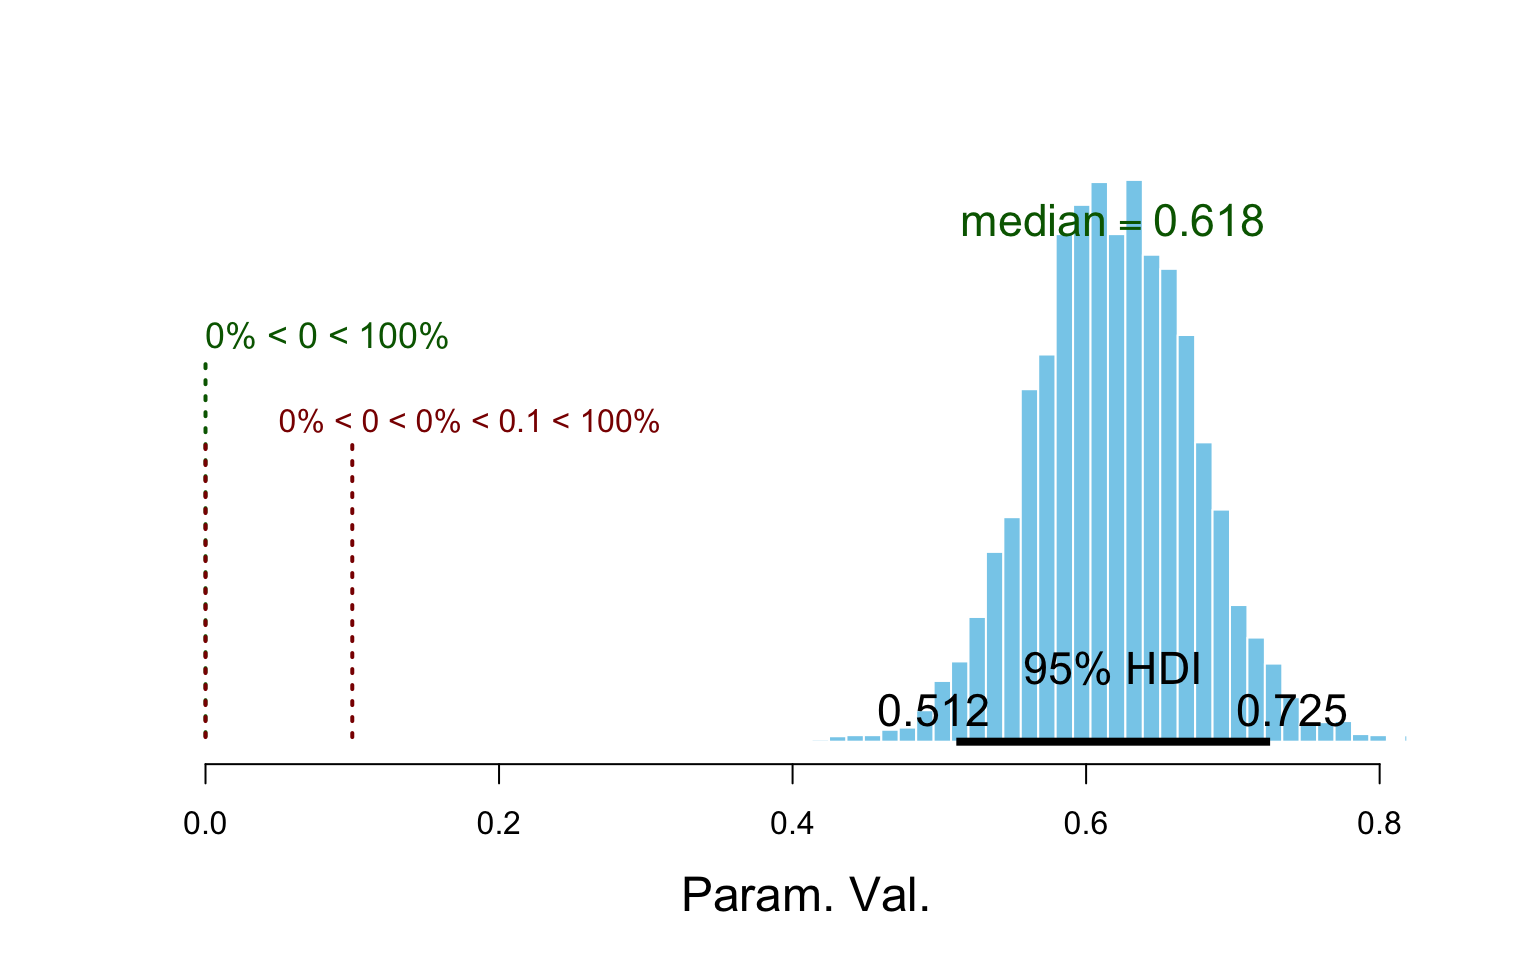 median = 0.618
0% < 0 < 100%
0% < 0 < 0% < 0.1 < 100%
95% HDI
0.512 0.725
0.0 0.2 0.4 0.6 0.8
Param. Val.